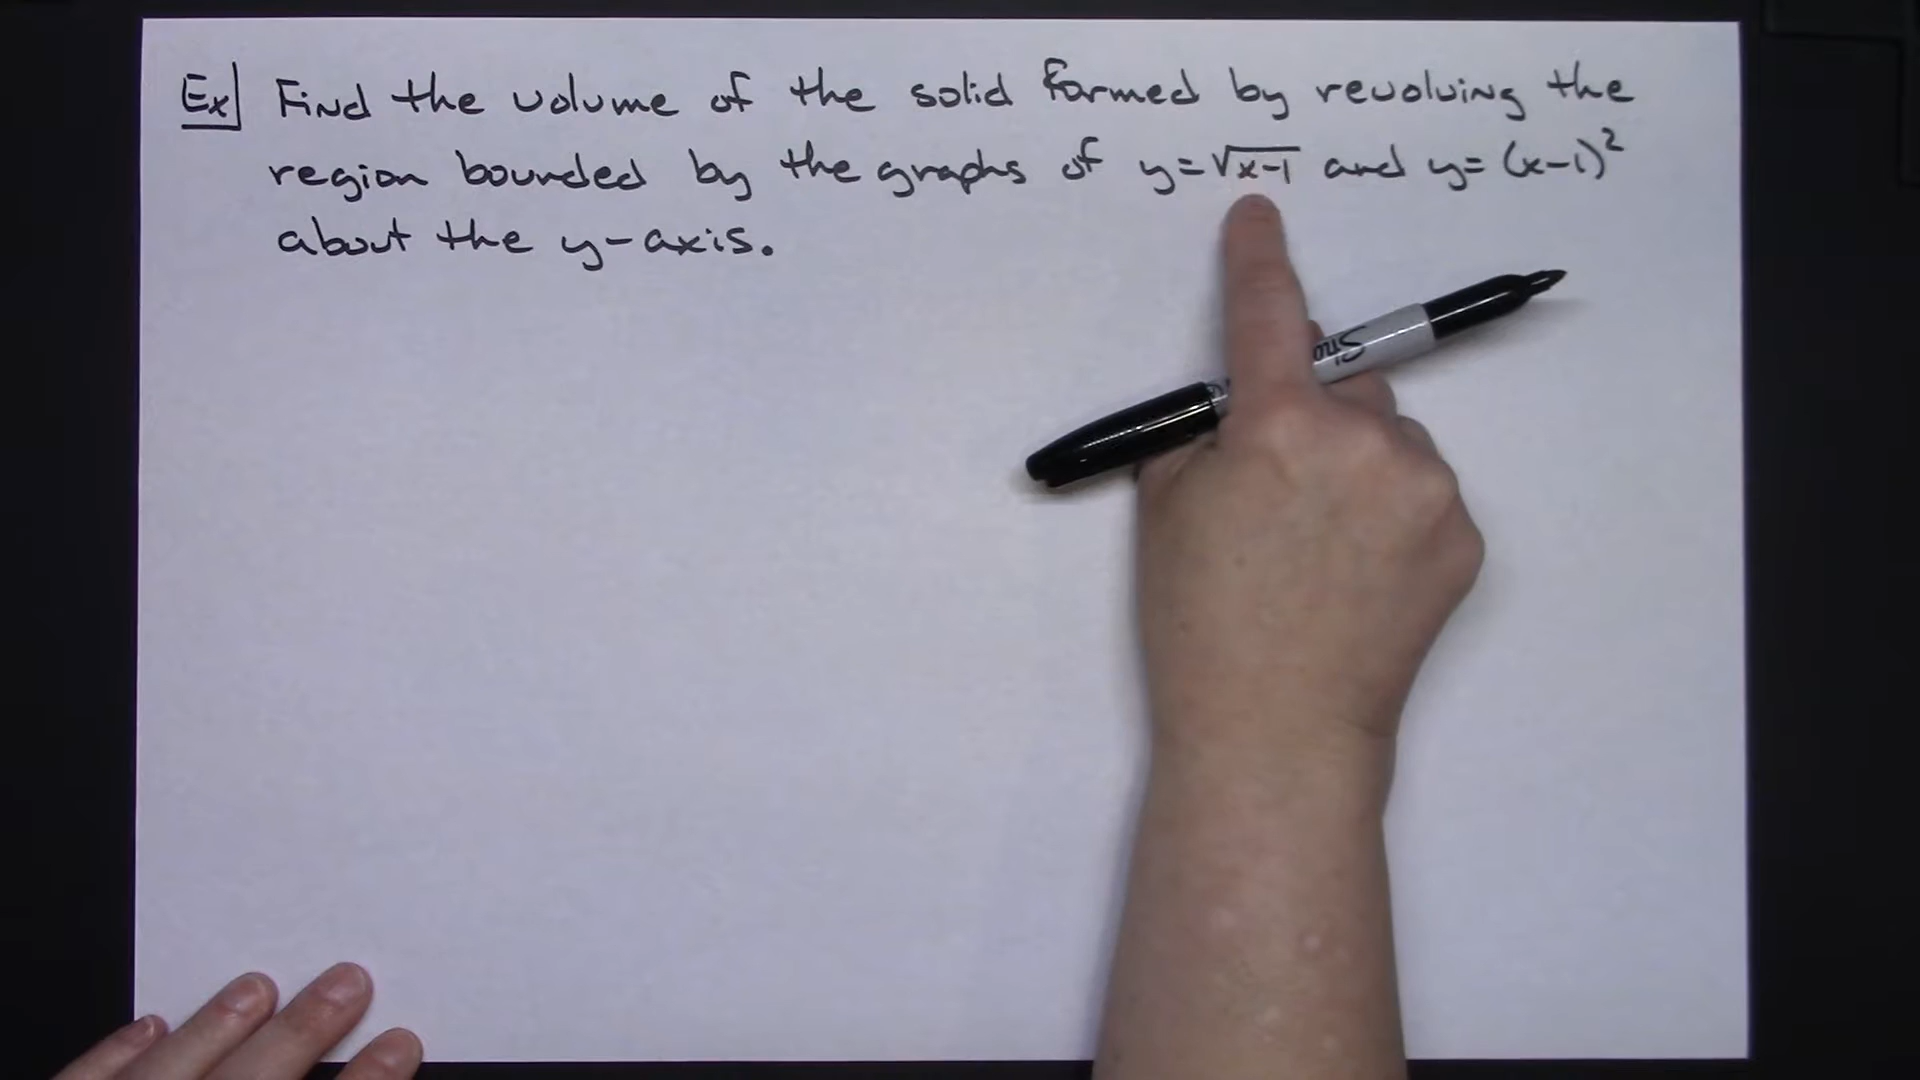 Ex Find the volume of the solid formed by revolving the
region bounded by the graphs of y=√x-1 and y=(x-1)²
about the y-axis.